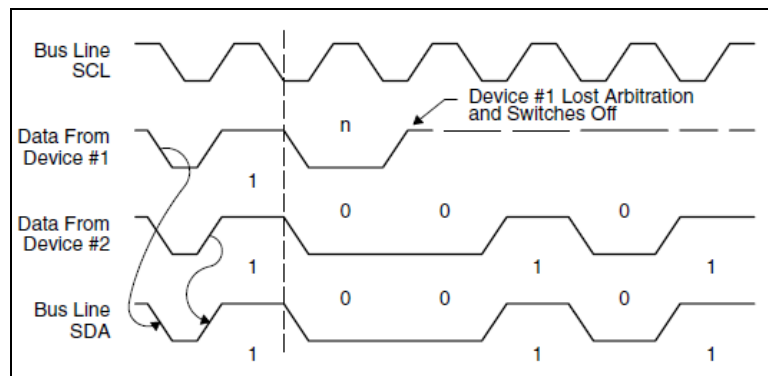 Bus Line
SCL
Device #1 Lost Arbitration
and Switches Off
n
Data From
Device #1
1
0 0 0
Data From
Device #2
1 1 1
0 0 0
Bus Line
SDA
1 1 1